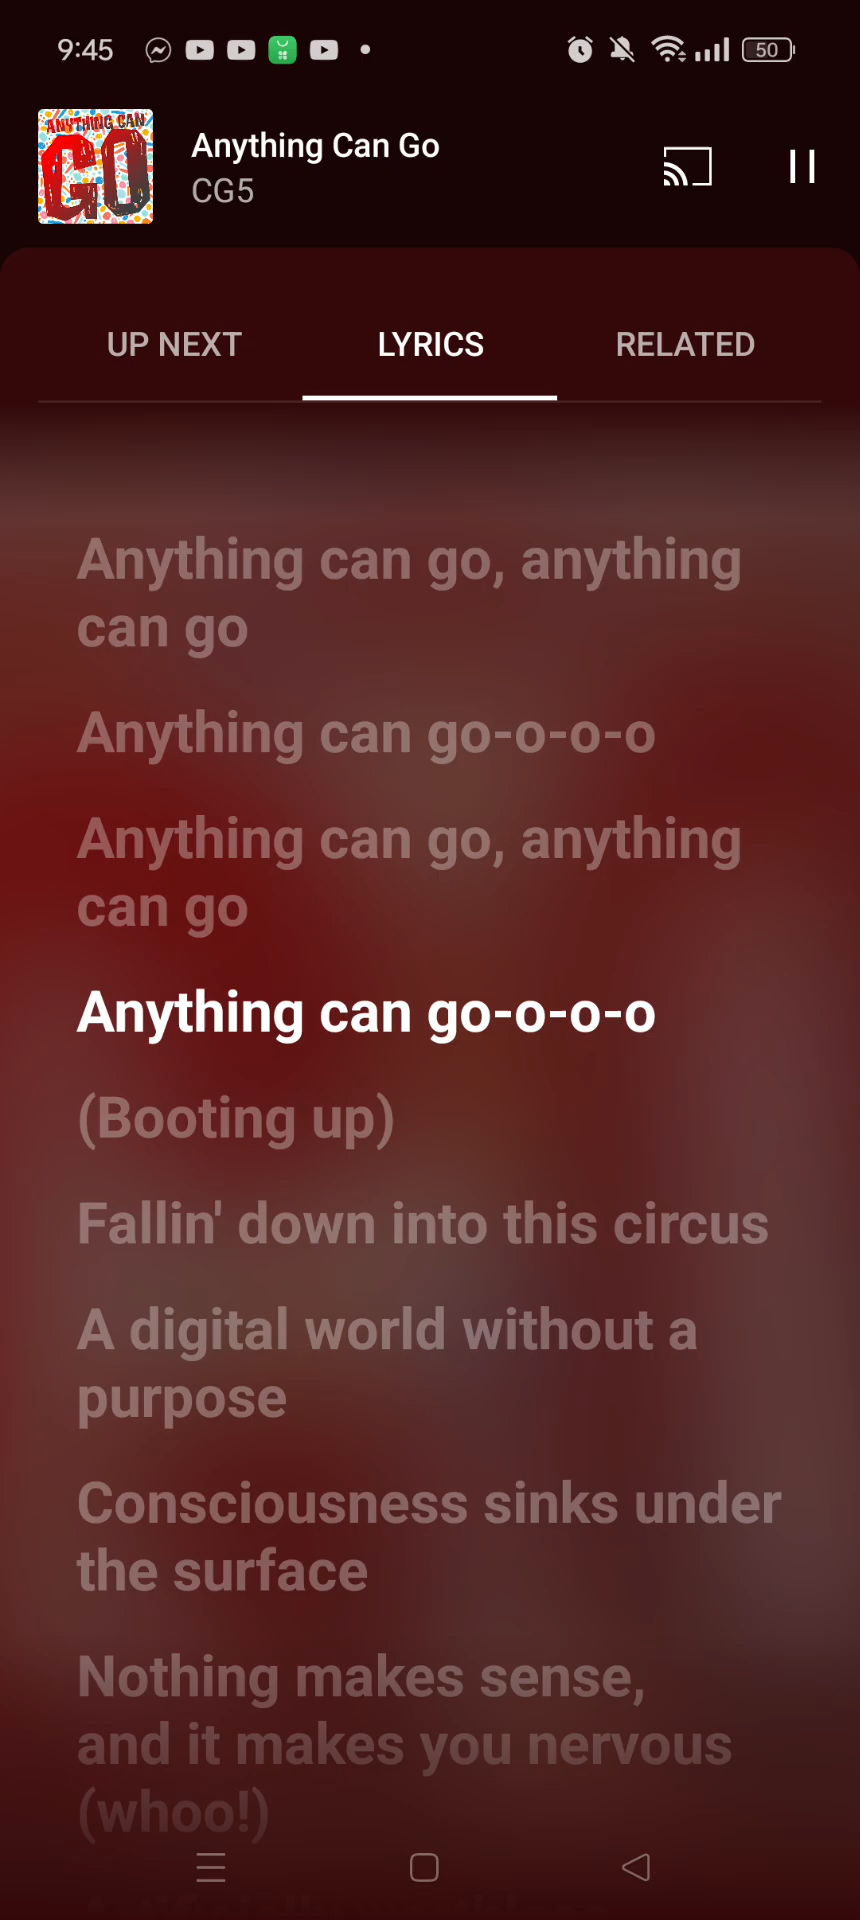 9:45
50
ANYTHING CAN
GO
Anything Can Go
CG5
UP NEXT
LYRICS
RELATED
Anything can go, anything
can go
Anything can go-o-o-o
Anything can go, anything
can go
Anything can go-o-o-o
(Booting up)
Fallin' down into this circus
A digital world without a
purpose
Consciousness sinks under
the surface
Nothing makes sense,
and it makes you nervous
(whoo!)